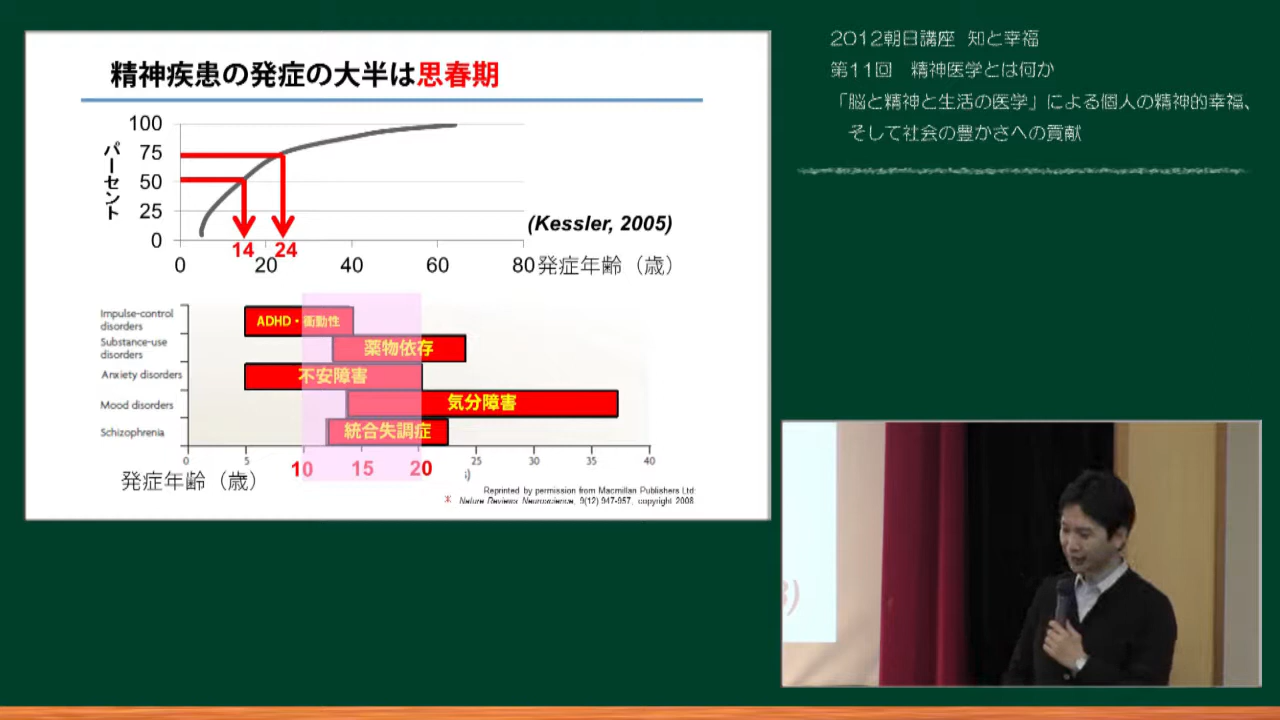 精神疾患の発症の大半は思春期
100
75
50
25
0
パーセント
14
24
0
20
40
60
80
発症年齢（歳）
(Kessler, 2005)
Impulse-control
disorders
ADHD・衝動性
Substance-use
disorders
薬物依存
Anxiety disorders
不安障害
Mood disorders
気分障害
Schizophrenia
統合失調症
0
5
10
15
20
25
30
35
40
発症年齢（歳）
Reprinted by permission from Macmillan Publishers Ltd:
Nature Reviews Neuroscience, 9(12) 947-957, copyright 2008
2012朝日講座 知と幸福
第11回 精神医学とは何か
「脳と精神と生活の医学」による個人の精神的幸福、
そして社会の豊かさへの貢献